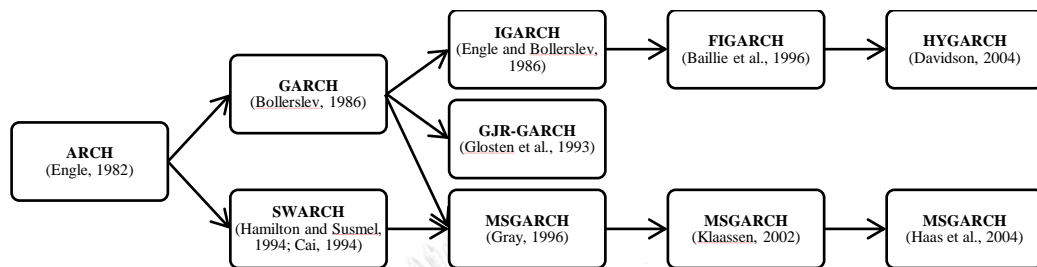 ARCH
(Engle, 1982)
GARCH
(Bollerslev, 1986)
SWARCH
(Hamilton and Susmel,
1994; Cai, 1994)
IGARCH
(Engle and Bollerslev,
1986)
GJR-GARCH
(Glosten et al., 1993)
MSGARCH
(Gray, 1996)
FIGARCH
(Baillie et al., 1996)
MSGARCH
(Klaassen, 2002)
HYGARCH
(Davidson, 2004)
MSGARCH
(Haas et al., 2004)